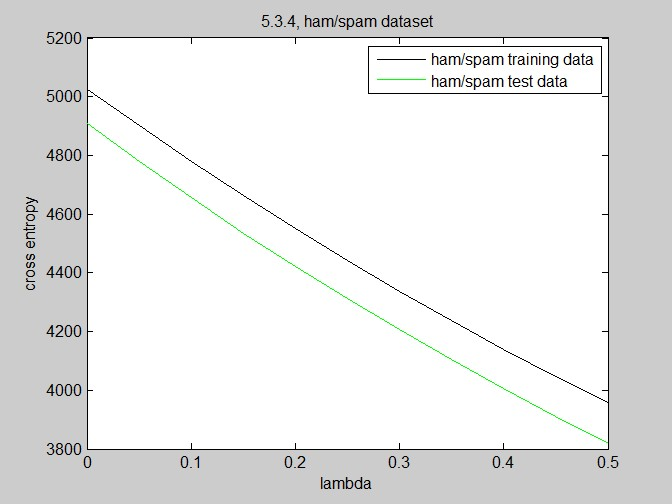 5.3.4, ham/spam dataset
ham/spam training data
ham/spam test data
5200
5000
4800
4600
4400
4200
4000
3800
cross entropy
0 0.1 0.2 0.3 0.4 0.5
lambda